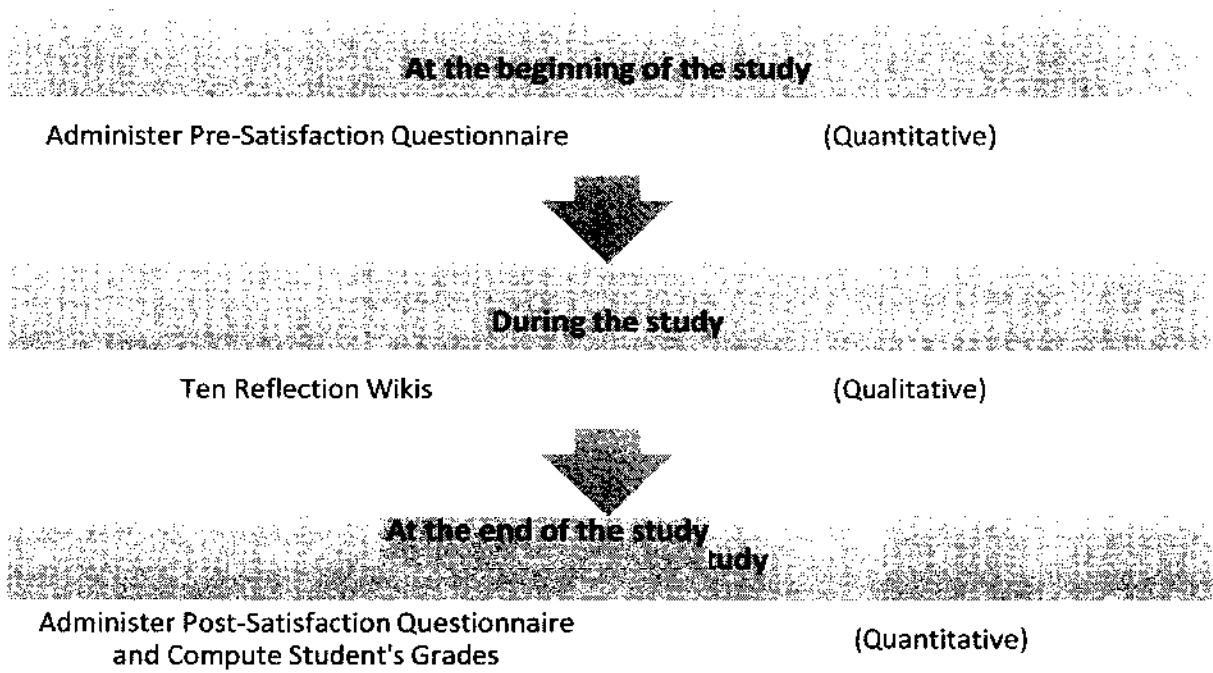 At the beginning of the study
Administer Pre-Satisfaction Questionnaire (Quantitative)
During the study
Ten Reflection Wikis (Qualitative)
At the end of the study
tudy
Administer Post-Satisfaction Questionnaire
and Compute Student's Grades
(Quantitative)